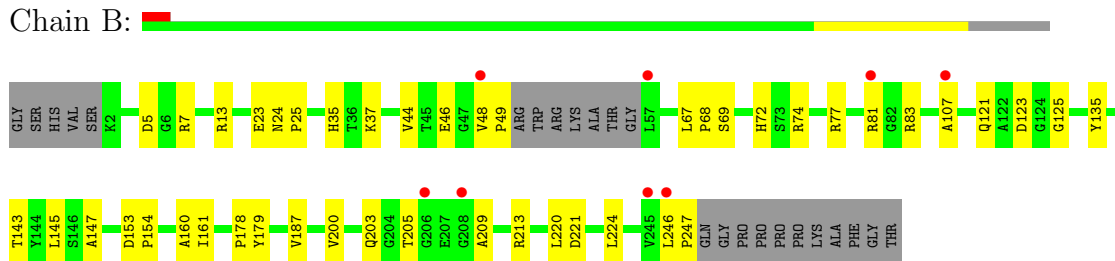 Chain B:
GLY SER HIS VAL SER K2 D5 G6 R7 R13 E23 N24 P25 H35 T36 K37 V44 T45 E46 G47 V48 P49 ARG TRP ARG LYS ALA THR GLY L57 L67 P68 S69 H72 S73 R74 R77 R81 G82 R83 A107 Q121 A122 D123 G124 G125 Y135
T143 Y144 L145 S146 A147 D153 P154 A160 I161 P178 Y179 V187 V200 Q203 G204 T205 G206 E207 G208 A209 R213 L220 D221 L224 V245 L246 P247 GLN GLY PRO PRO PRO PRO LYS ALA PHE GLY THR